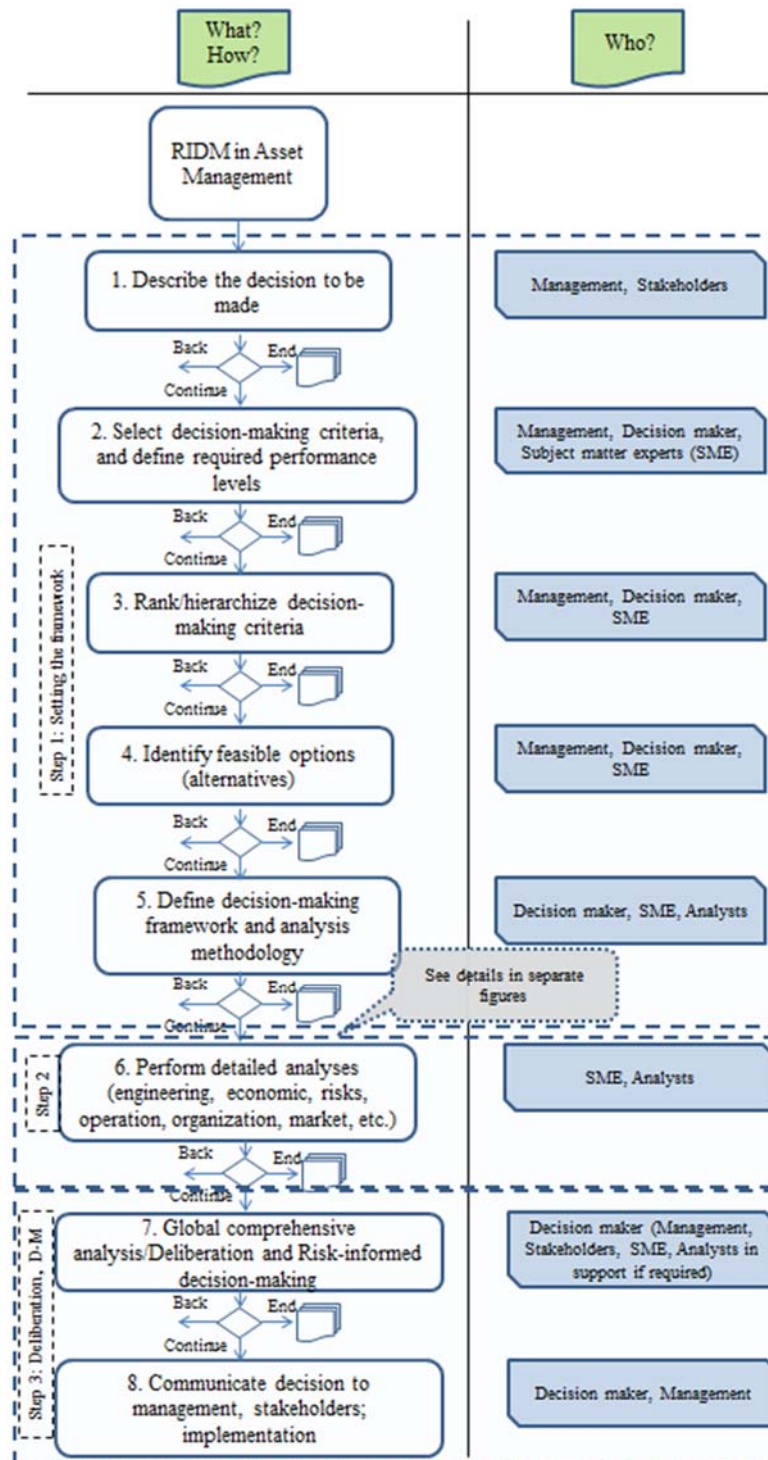 What?
How?
Who?
RIDM in Asset
Management
1. Describe the decision to be
made
Management, Stakeholders
Back
End
Continue
2. Select decision-making criteria,
and define required performance
levels
Management, Decision maker,
Subject matter experts (SME)
Back
End
Continue
Step 1: Setting the framework
3. Rank/hierarchize decision-
making criteria
Management, Decision maker,
SME
Back
End
Continue
4. Identify feasible options
(alternatives)
Management, Decision maker,
SME
Back
End
Continue
5. Define decision-making
framework and analysis
methodology
Decision maker, SME, Analysts
See details in separate
figures
Back
End
Continue
Step 2
6. Perform detailed analyses
(engineering, economic, risks,
operation, organization, market, etc.)
SME, Analysts
Back
End
Continue
Step 3: Deliberation, D-M
7. Global comprehensive
analysis/Deliberation and Risk-informed
decision-making
Decision maker (Management,
Stakeholders, SME, Analysts in
support if required)
Back
End
Continue
8. Communicate decision to
management, stakeholders;
implementation
Decision maker, Management